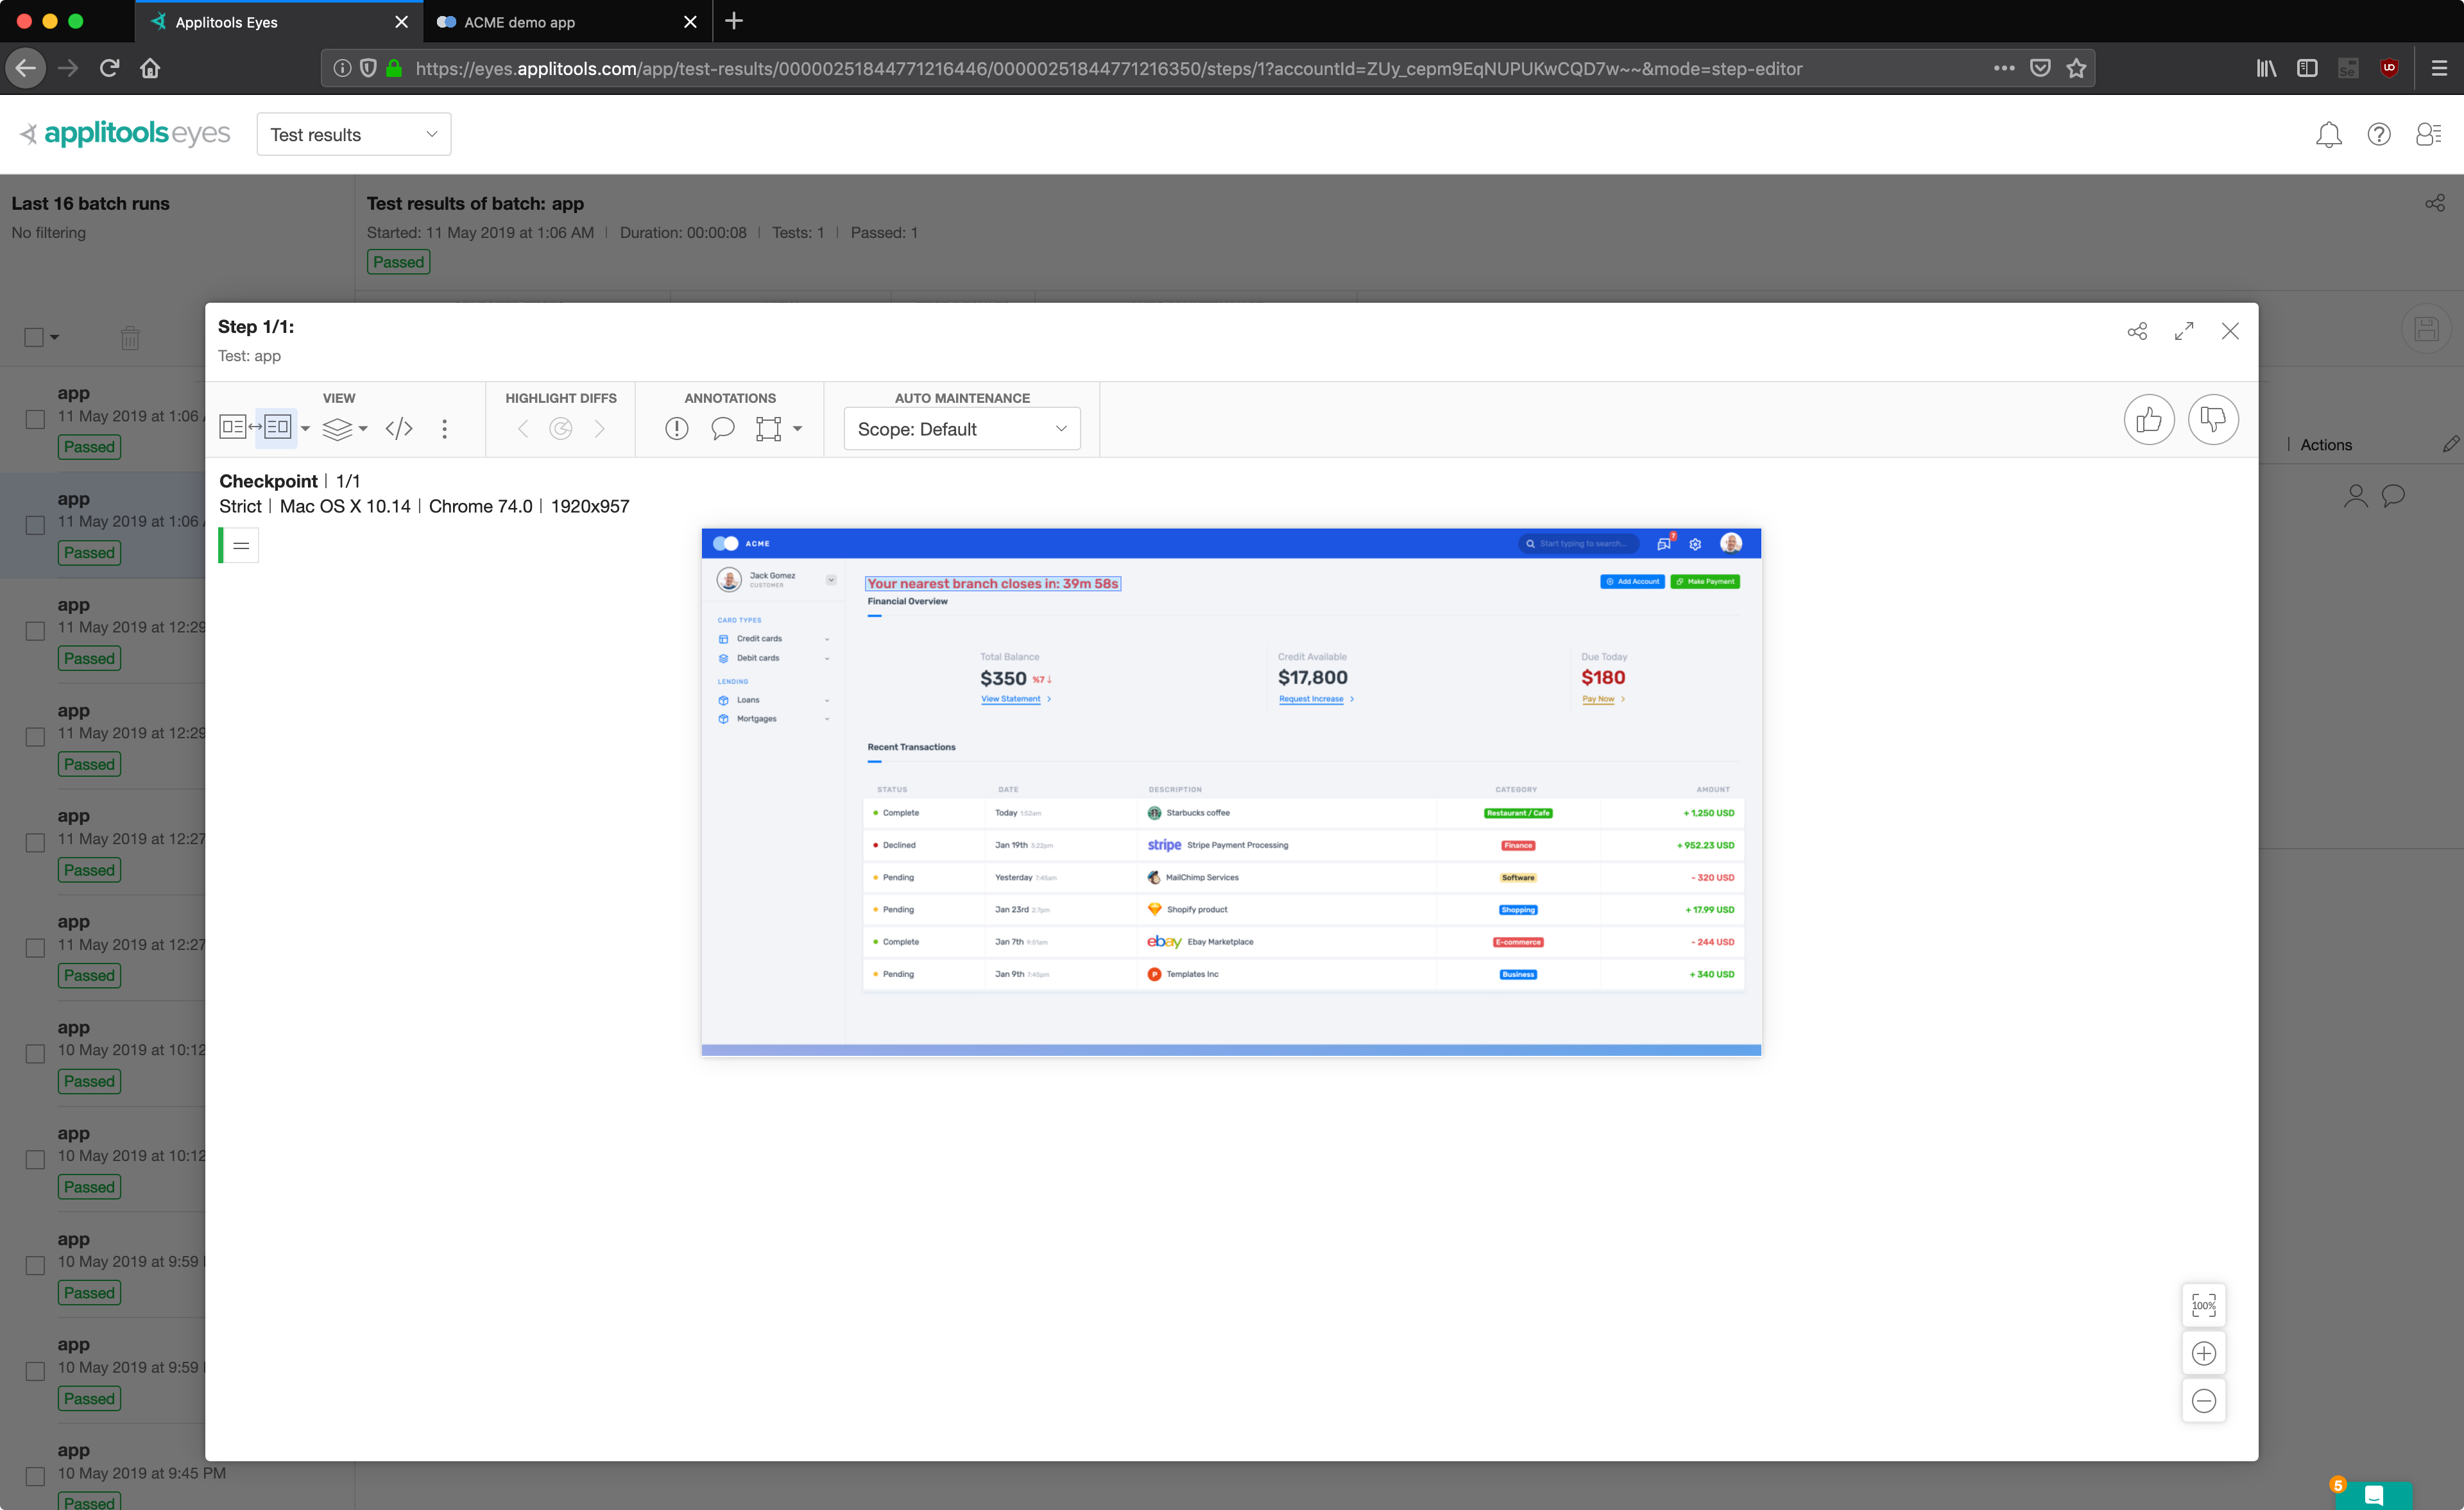 Applitools Eyes
ACME demo app
https://eyes.applitools.com/app/test-results/00000251844771216446/00000251844771216350/steps/1?accountId=ZUy_cepm9EqNUPUKwCQD7w~~&mode=step-editor
applitools eyes
Test results
Last 16 batch runs
No filtering
Test results of batch: app
Started: 11 May 2019 at 1:06 AM | Duration: 00:00:08 | Tests: 1 | Passed: 1
Passed
Step 1/1:
Test: app
VIEW
HIGHLIGHT DIFFS
ANNOTATIONS
AUTO MAINTENANCE
Scope: Default
Actions
Checkpoint | 1/1
Strict | Mac OS X 10.14 | Chrome 74.0 | 1920x957
app
11 May 2019 at 1:06
Passed
app
11 May 2019 at 1:06
Passed
app
11 May 2019 at 12:29
Passed
app
11 May 2019 at 12:29
Passed
app
11 May 2019 at 12:27
Passed
app
11 May 2019 at 12:27
Passed
app
10 May 2019 at 10:12
Passed
app
10 May 2019 at 10:12
Passed
app
10 May 2019 at 9:59
Passed
app
10 May 2019 at 9:59
Passed
app
10 May 2019 at 9:45 PM
Passed
ACME
Start typing to search...
7
Jack Gomez
CUSTOMER
Your nearest branch closes in: 39m 58s
Add Account
Make Payment
Financial Overview
CARD TYPES
Credit cards
Debit cards
LENDING
Loans
Mortgages
Total Balance
$350 %7 ↓
View Statement
Credit Available
$17,800
Request Increase
Due Today
$180
Pay Now
Recent Transactions
STATUS DATE DESCRIPTION CATEGORY AMOUNT
Complete Today 1:52am Starbucks coffee Restaurant / Cafe + 1,250 USD
Declined Jan 19th 3:22pm stripe Stripe Payment Processing Finance + 952.23 USD
Pending Yesterday 7:45am MailChimp Services Software - 320 USD
Pending Jan 23rd 2:7pm Shopify product Shopping + 17.99 USD
Complete Jan 7th 9:51am ebay Ebay Marketplace E-commerce - 244 USD
Pending Jan 9th 7:45pm P Templates Inc Business + 340 USD
100%
5